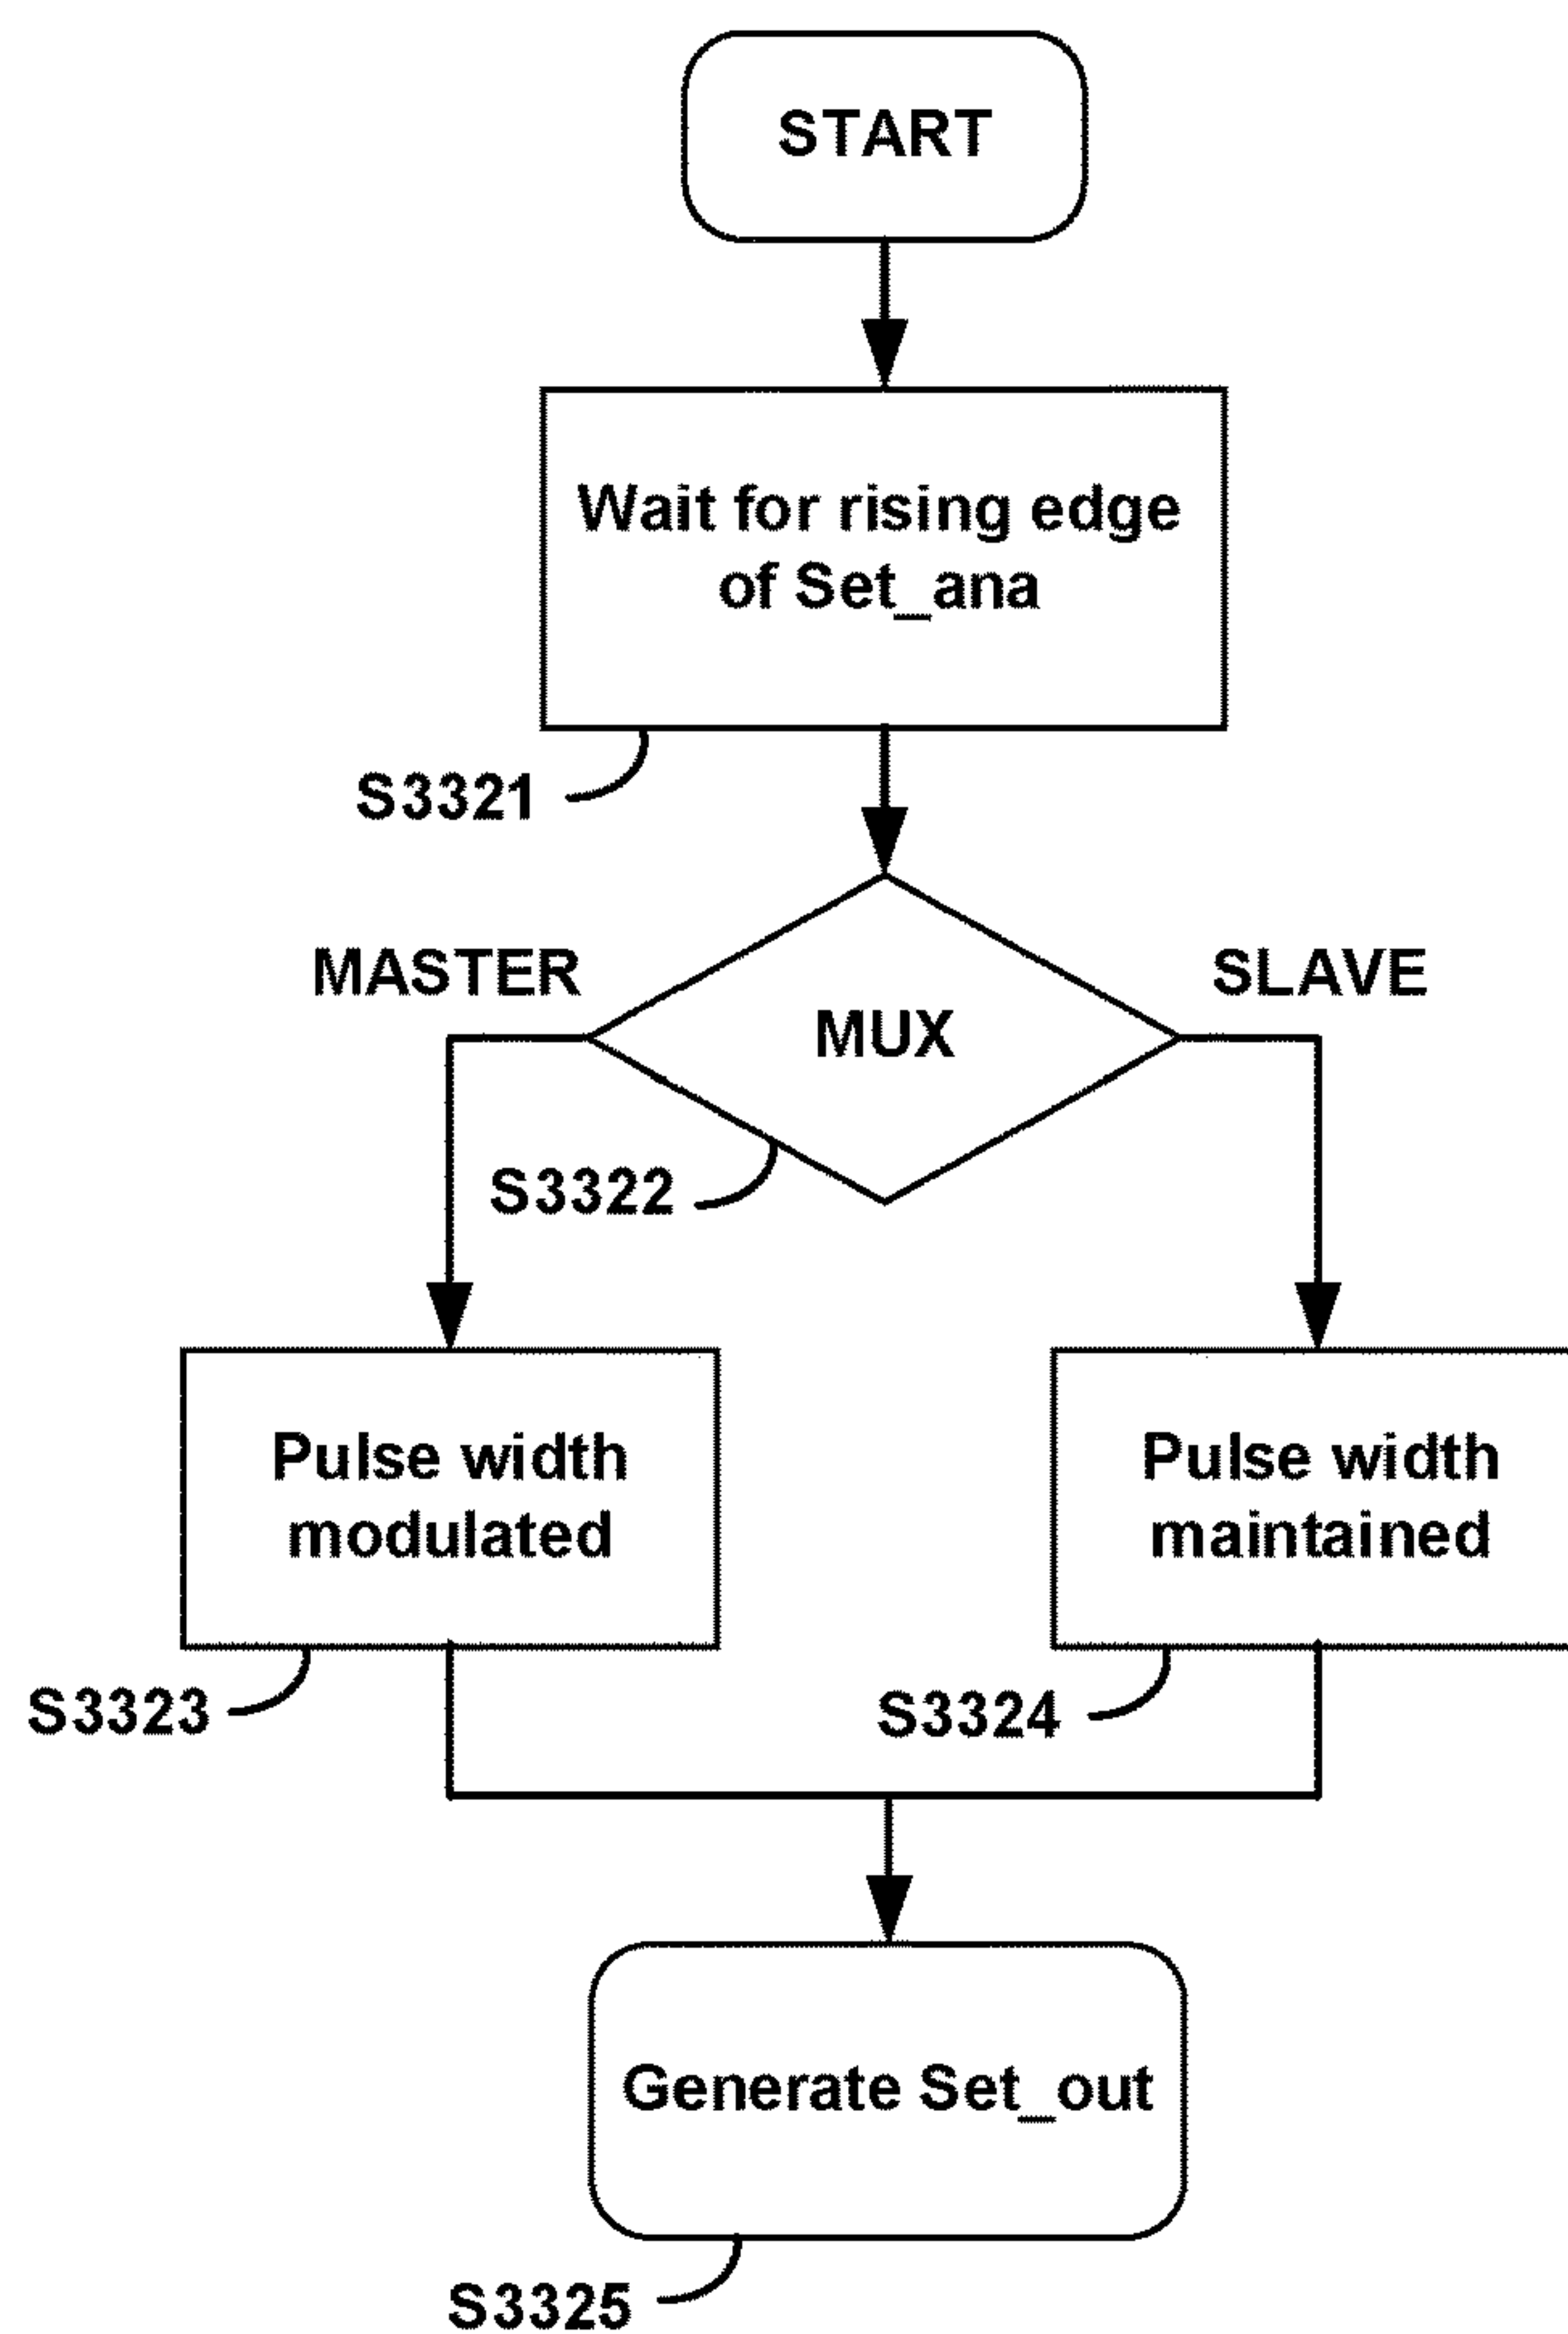 START
Wait for rising edge
of Set_ana
S3321
MASTER
SLAVE
MUX
S3322
Pulse width
modulated
Pulse width
maintained
S3323
S3324
Generate Set_out
S3325